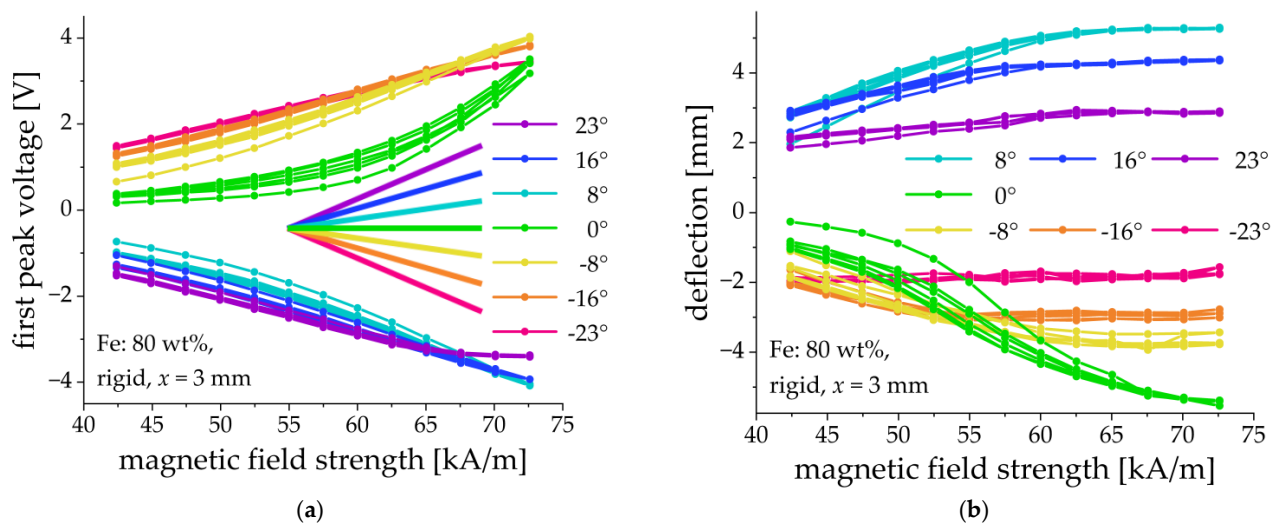 4
2
0
−2
−4
first peak voltage [V]
23°
16°
8°
0°
-8°
-16°
-23°
Fe: 80 wt%,
rigid, x = 3 mm
40 45 50 55 60 65 70 75
magnetic field strength [kA/m]
(a)
4
2
0
−2
−4
deflection [mm]
8° 16° 23°
0°
-8° -16° -23°
Fe: 80 wt%,
rigid, x = 3 mm
40 45 50 55 60 65 70 75
magnetic field strength [kA/m]
(b)